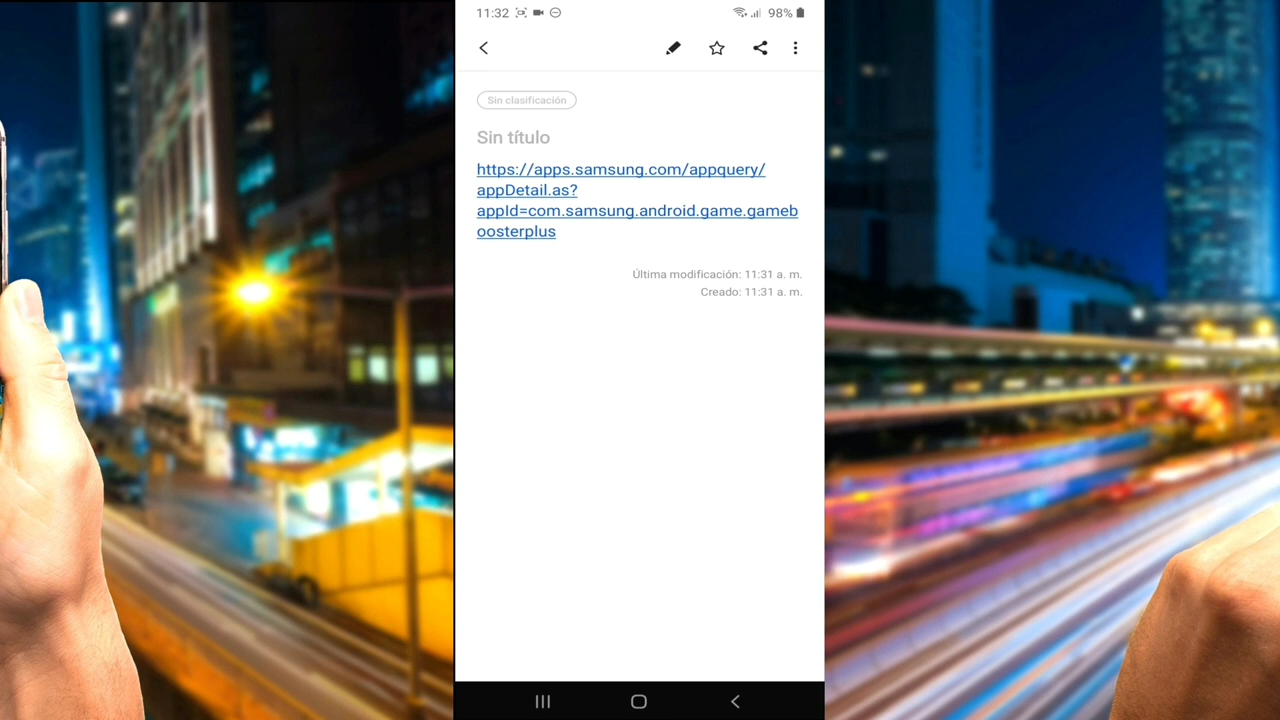 11:32
98%
Sin clasificación
Sin título
https://apps.samsung.com/appquery/
appDetail.as?
appId=com.samsung.android.game.gameb
oosterplus
Última modificación: 11:31 a. m.
Creado: 11:31 a. m.